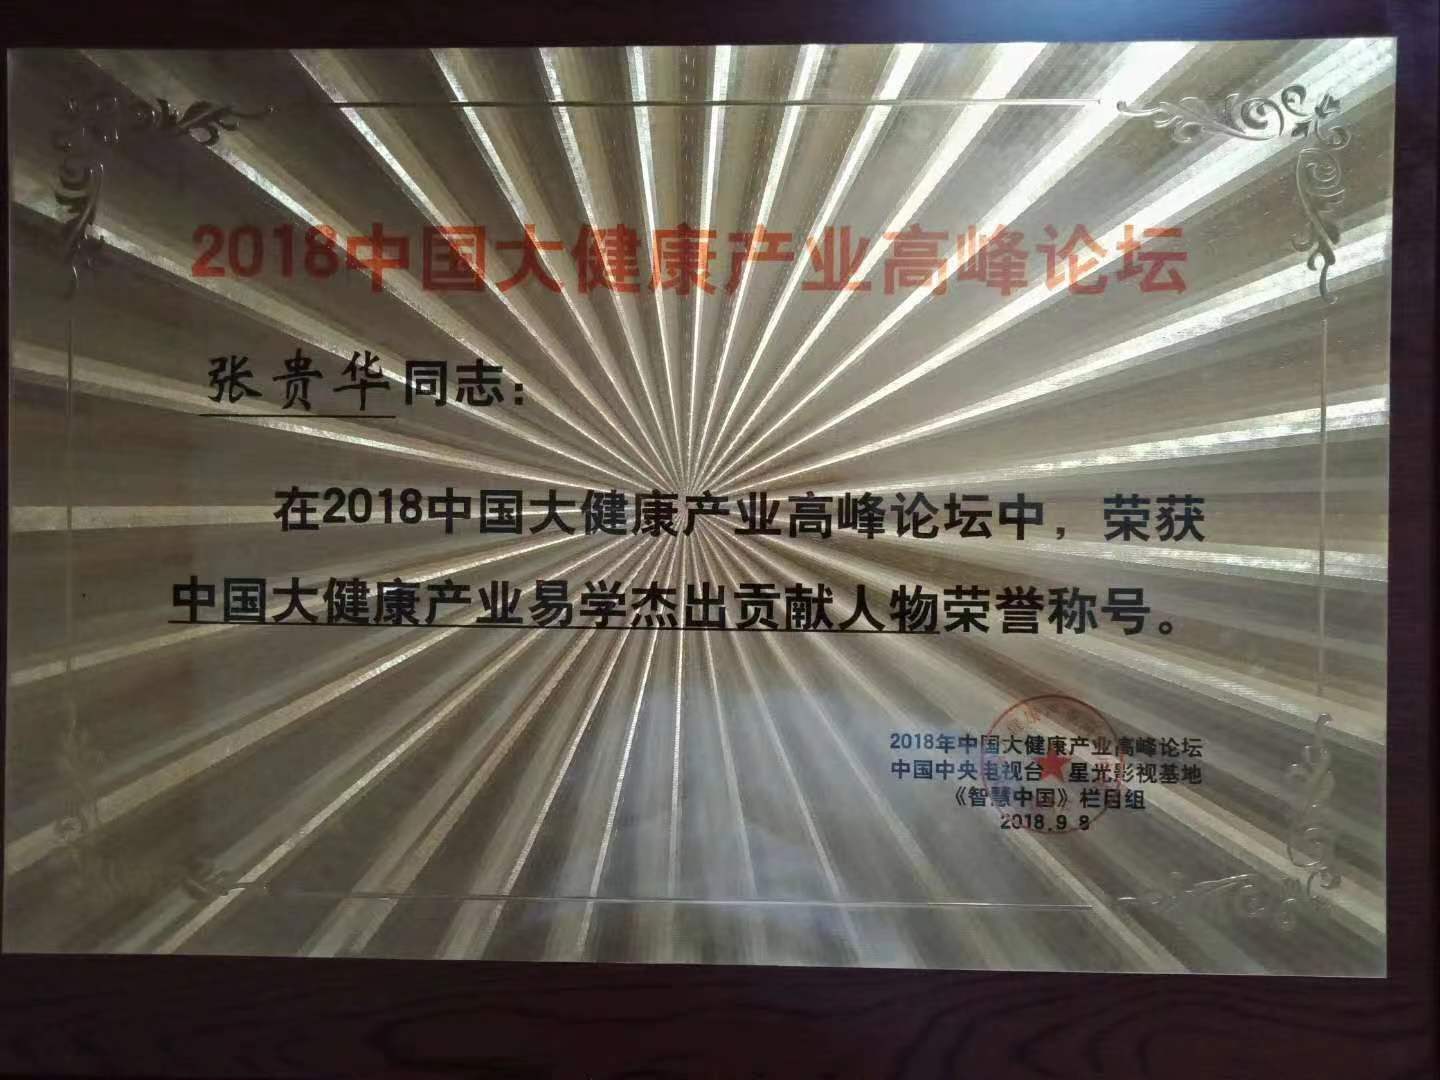 2018中国大健康产业高峰论坛
张贵华同志：
在2018中国大健康产业高峰论坛中，荣获
中国大健康产业易学杰出贡献人物荣誉称号。
2018年中国大健康产业高峰论坛
中国中央电视台 星光影视基地
《智慧中国》栏目组
2018.9.8